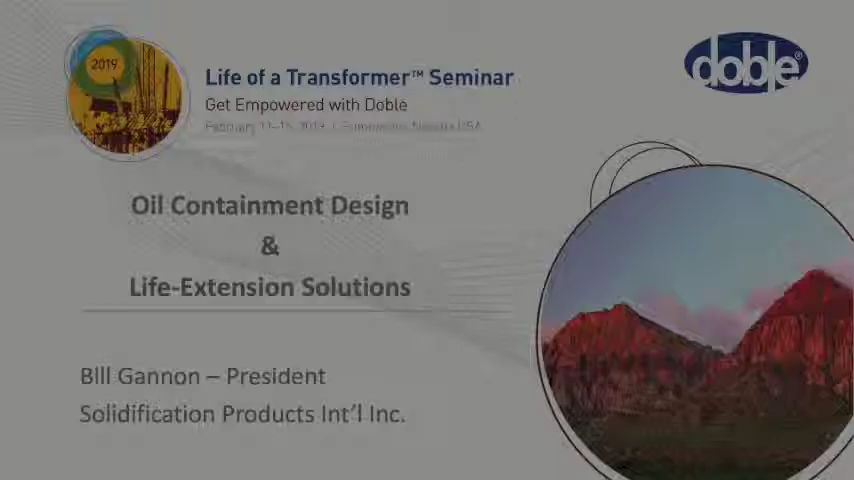 2019
Life of a Transformer™ Seminar
Get Empowered with Doble
doble®
Oil Containment Design
&
Life-Extension Solutions
Bill Gannon – President
Solidification Products Int'l Inc.